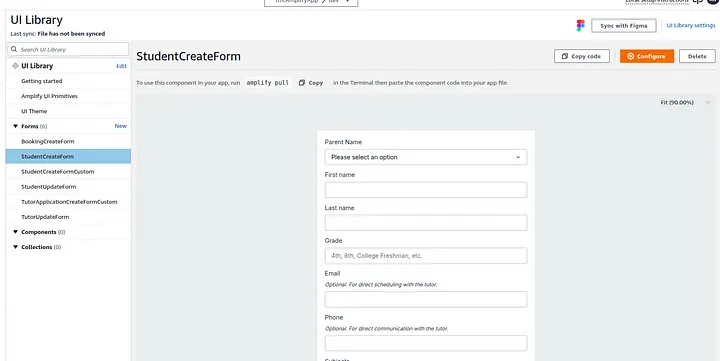 UI Library
Last sync: File has not been synced
Sync with Figma
UI Library settings
Search UI Library
UI Library
Edit
Getting started
Amplify UI Primitives
UI Theme
Forms (6)
New
BookingCreateForm
StudentCreateForm
StudentCreateFormCustom
StudentUpdateForm
TutorApplicationCreateFormCustom
TutorUpdateForm
Components (0)
Collections (0)
StudentCreateForm
Copy code
Configure
Delete
To use this component in your app, run amplify pull Copy in the Terminal then paste the component code into your app file.
Fit (90.00%)
Parent Name
Please select an option
First name
Last name
Grade
4th, 8th, College Freshman, etc.
Email
Optional. For direct scheduling with the tutor.
Phone
Optional. For direct communication with the tutor.